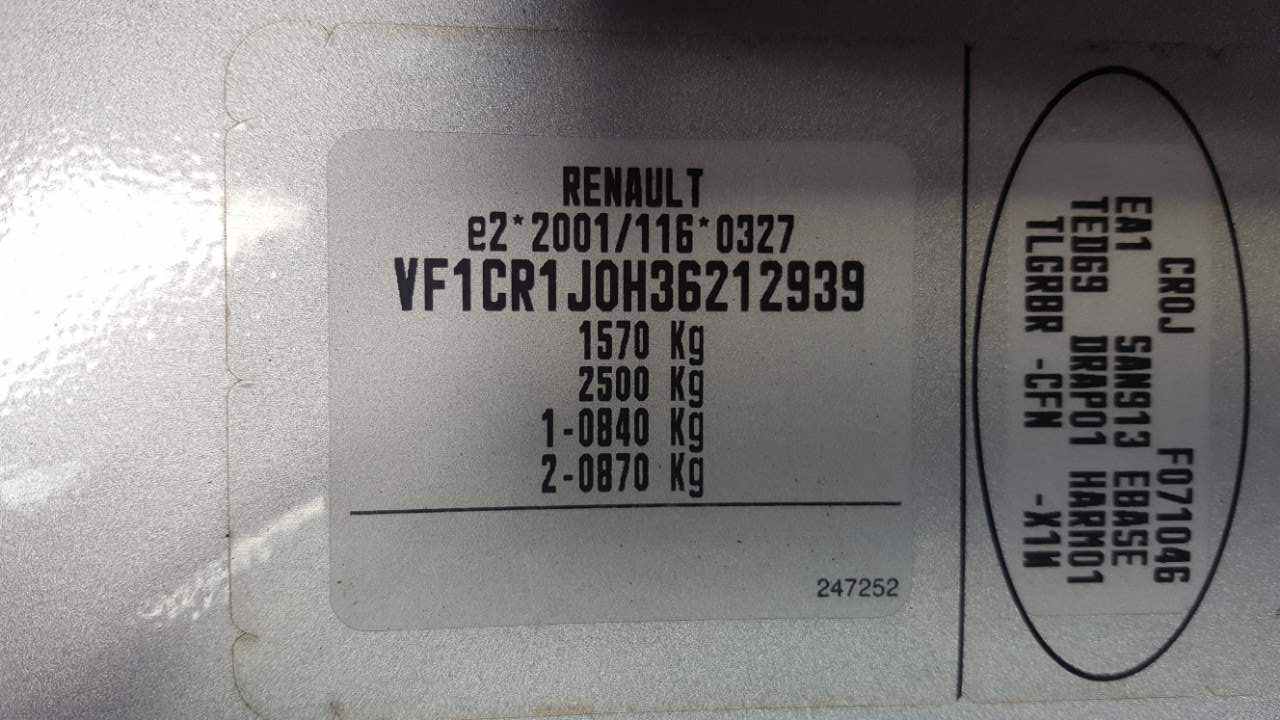 RENAULT
e2*2001/116*0327
VF1CR1J0H36212939
1570 Kg
2500 Kg
1-0840 Kg
2-0870 Kg
247252
CR0J F071046
EA1 SAN913 EBASE
TED69 DRAP01 HARM01
TLGRBR -CFN -X1W